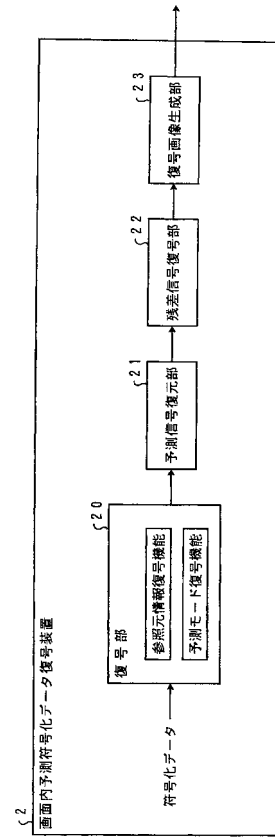 2
画面内予測符号化データ復号装置
符号化データ
20
復号部
参照元情報復号機能
予測モード復号機能
21
予測信号復元部
22
残差信号復号部
23
復号画像生成部